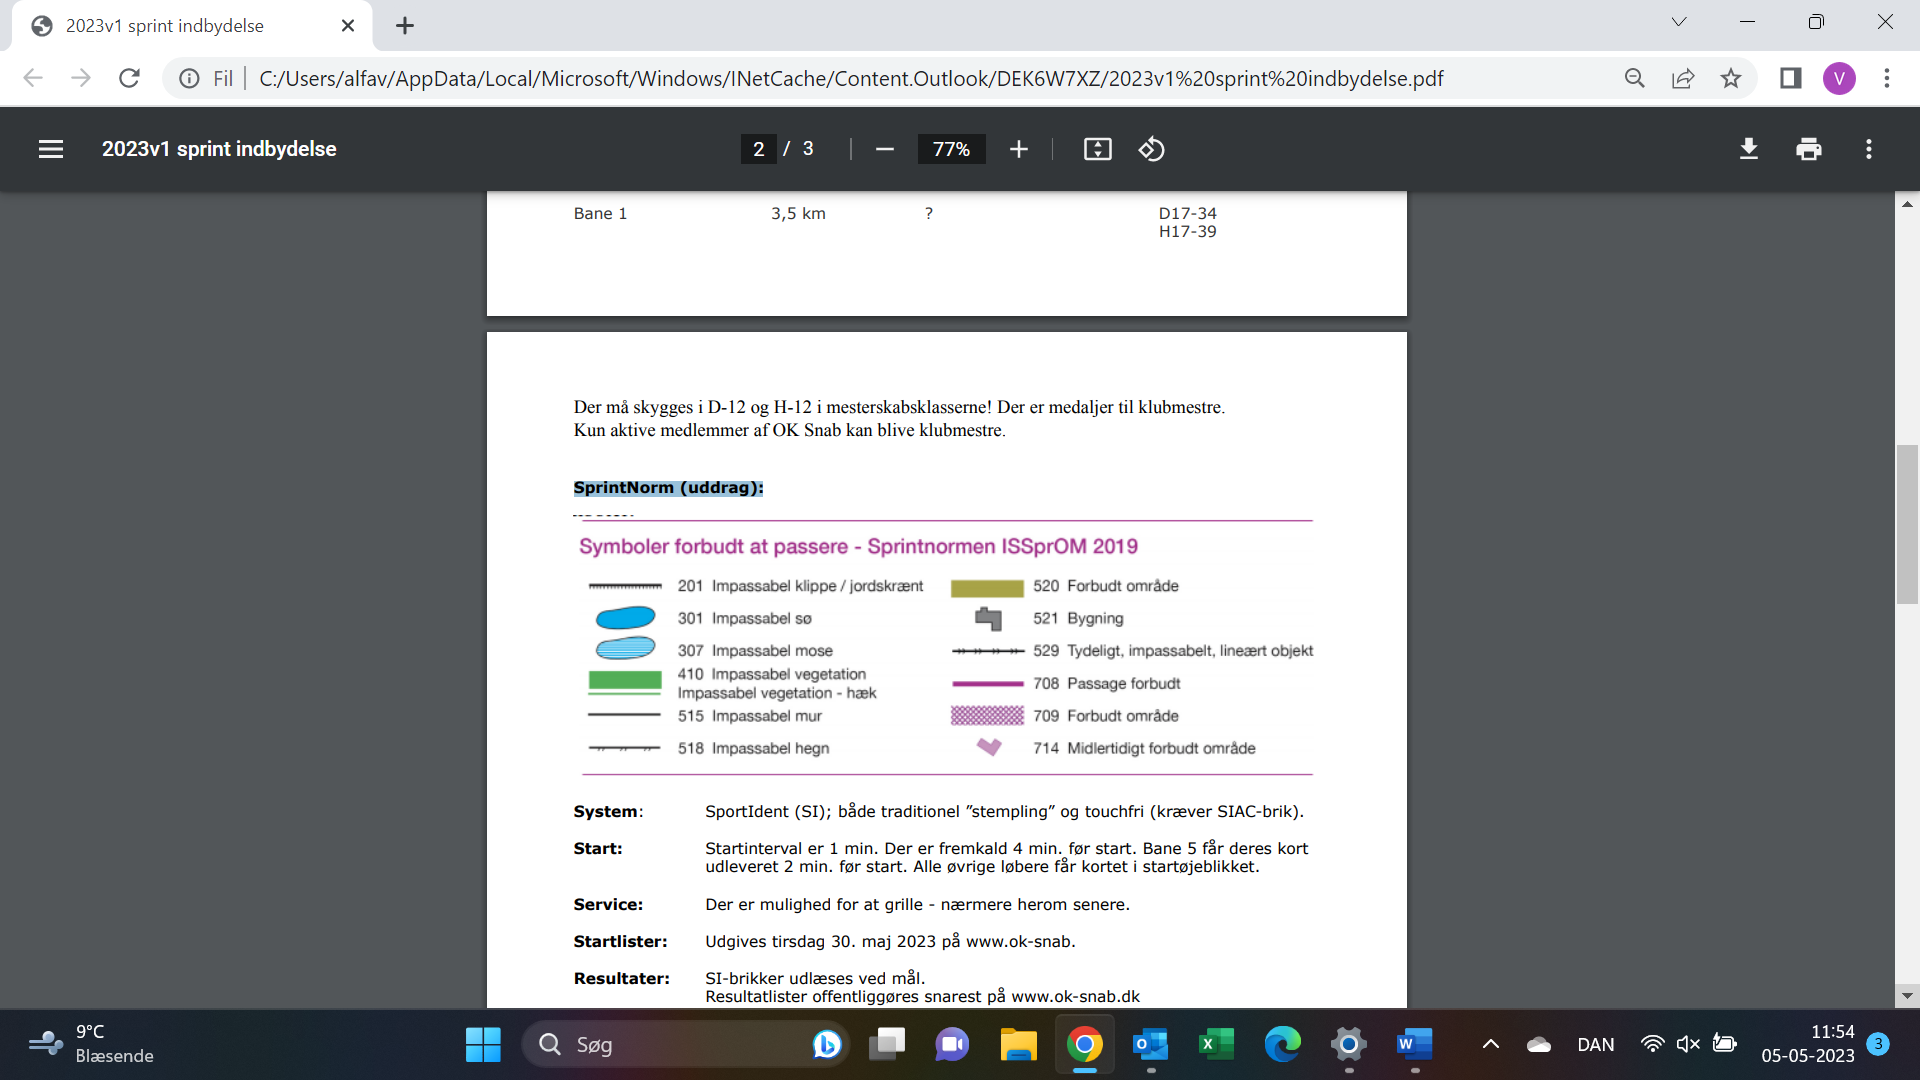 2023v1 sprint indbydelse
Fil
C:/Users/alfav/AppData/Local/Microsoft/Windows/INetCache/Content.Outlook/DEK6W7XZ/2023v1%20sprint%20indbydelse.pdf
V
2023v1 sprint indbydelse
2 / 3
77%
Bane 1 3,5 km ? D17-34
H17-39
Der må skygges i D-12 og H-12 i mesterskabsklasserne! Der er medaljer til klubmestre.
Kun aktive medlemmer af OK Snab kan blive klubmestre.
SprintNorm (uddrag):
Symboler forbudt at passere - Sprintnormen ISSprOM 2019
201 Impassabel klippe / jordskrænt 520 Forbudt område
301 Impassabel sø 521 Bygning
307 Impassabel mose 529 Tydeligt, impassabelt, lineært objekt
410 Impassabel vegetation
Impassabel vegetation - hæk 708 Passage forbudt
515 Impassabel mur 709 Forbudt område
518 Impassabel hegn 714 Midlertidigt forbudt område
System: SportIdent (SI); både traditionel ”stempling” og touchfri (kræver SIAC-brik).
Start: Startinterval er 1 min. Der er fremkald 4 min. før start. Bane 5 får deres kort
udleveret 2 min. før start. Alle øvrige løbere får kortet i startøjeblikket.
Service: Der er mulighed for at grille - nærmere herom senere.
Startlister: Udgives tirsdag 30. maj 2023 på www.ok-snab.
Resultater: SI-brikker udlæses ved mål.
Resultatlister offentliggøres snarest på www.ok-snab.dk
9°C
Blæsende
Søg
DAN
11:54
05-05-2023
3